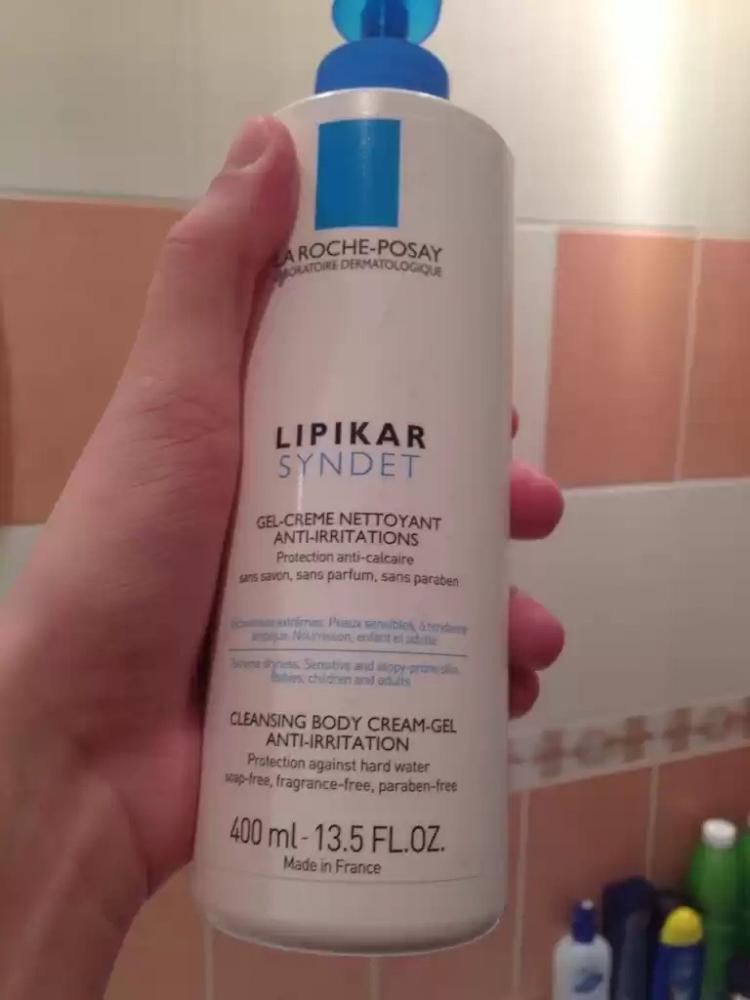 LA ROCHE-POSAY
LABORATOIRE DERMATOLOGIQUE
LIPIKAR
SYNDET
GEL-CREME NETTOYANT
ANTI-IRRITATIONS
Protection anti-calcaire
sans savon, sans parfum, sans paraben
extrêmes. Peaux sensibles, à tendance
atopique. Nourrisson, enfant et adulte
Extreme dryness. Sensitive and atopy-prone skin.
Babies, children and adults
CLEANSING BODY CREAM-GEL
ANTI-IRRITATION
Protection against hard water
soap-free, fragrance-free, paraben-free
400 ml - 13.5 FL.OZ.
Made in France